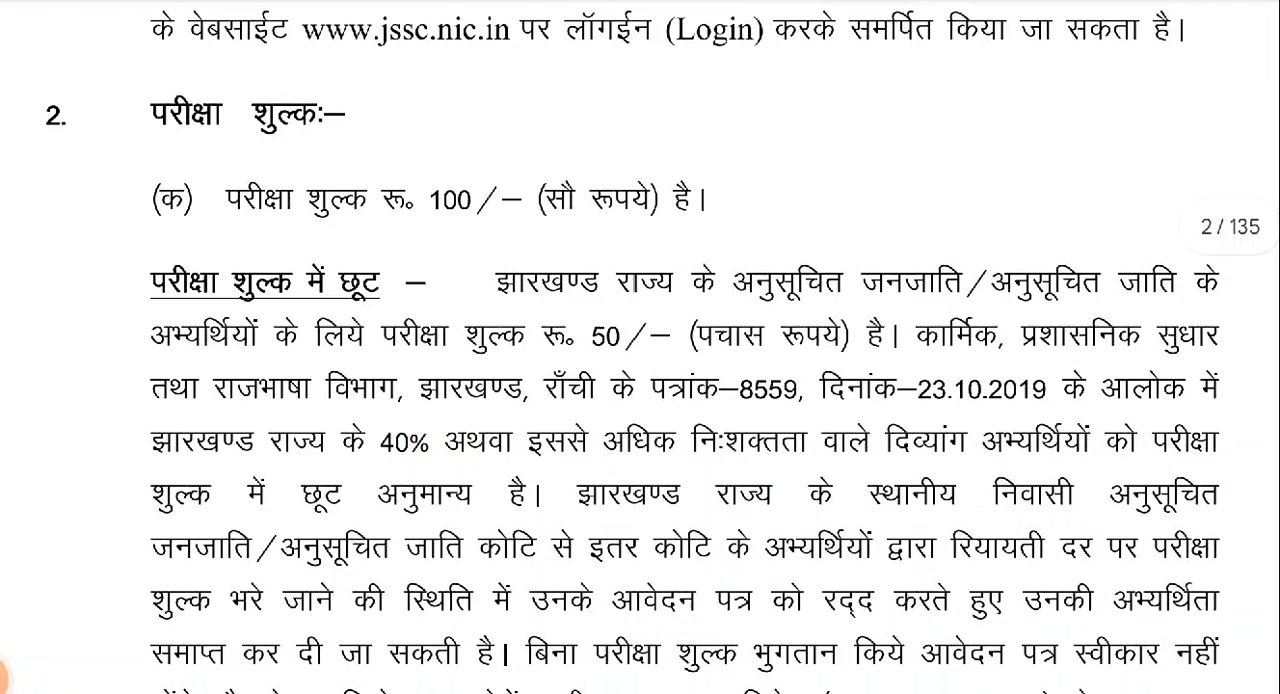 के वेबसाईट www.jssc.nic.in पर लॉगईन (Login) करके समर्पित किया जा सकता है।
2. परीक्षा शुल्कः–
(क) परीक्षा शुल्क रू॰ 100/– (सौ रूपये) है।
2/135
परीक्षा शुल्क में छूट – झारखण्ड राज्य के अनुसूचित जनजाति/अनुसूचित जाति के
अभ्यर्थियों के लिये परीक्षा शुल्क रू॰ 50/– (पचास रूपये) है। कार्मिक, प्रशासनिक सुधार
तथा राजभाषा विभाग, झारखण्ड, राँची के पत्रांक–8559, दिनांक–23.10.2019 के आलोक में
झारखण्ड राज्य के 40% अथवा इससे अधिक निःशक्तता वाले दिव्यांग अभ्यर्थियों को परीक्षा
शुल्क में छूट अनुमान्य है। झारखण्ड राज्य के स्थानीय निवासी अनुसूचित
जनजाति/अनुसूचित जाति कोटि से इतर कोटि के अभ्यर्थियों द्वारा रियायती दर पर परीक्षा
शुल्क भरे जाने की स्थिति में उनके आवेदन पत्र को रद्द करते हुए उनकी अभ्यर्थिता
समाप्त कर दी जा सकती है। बिना परीक्षा शुल्क भुगतान किये आवेदन पत्र स्वीकार नहीं